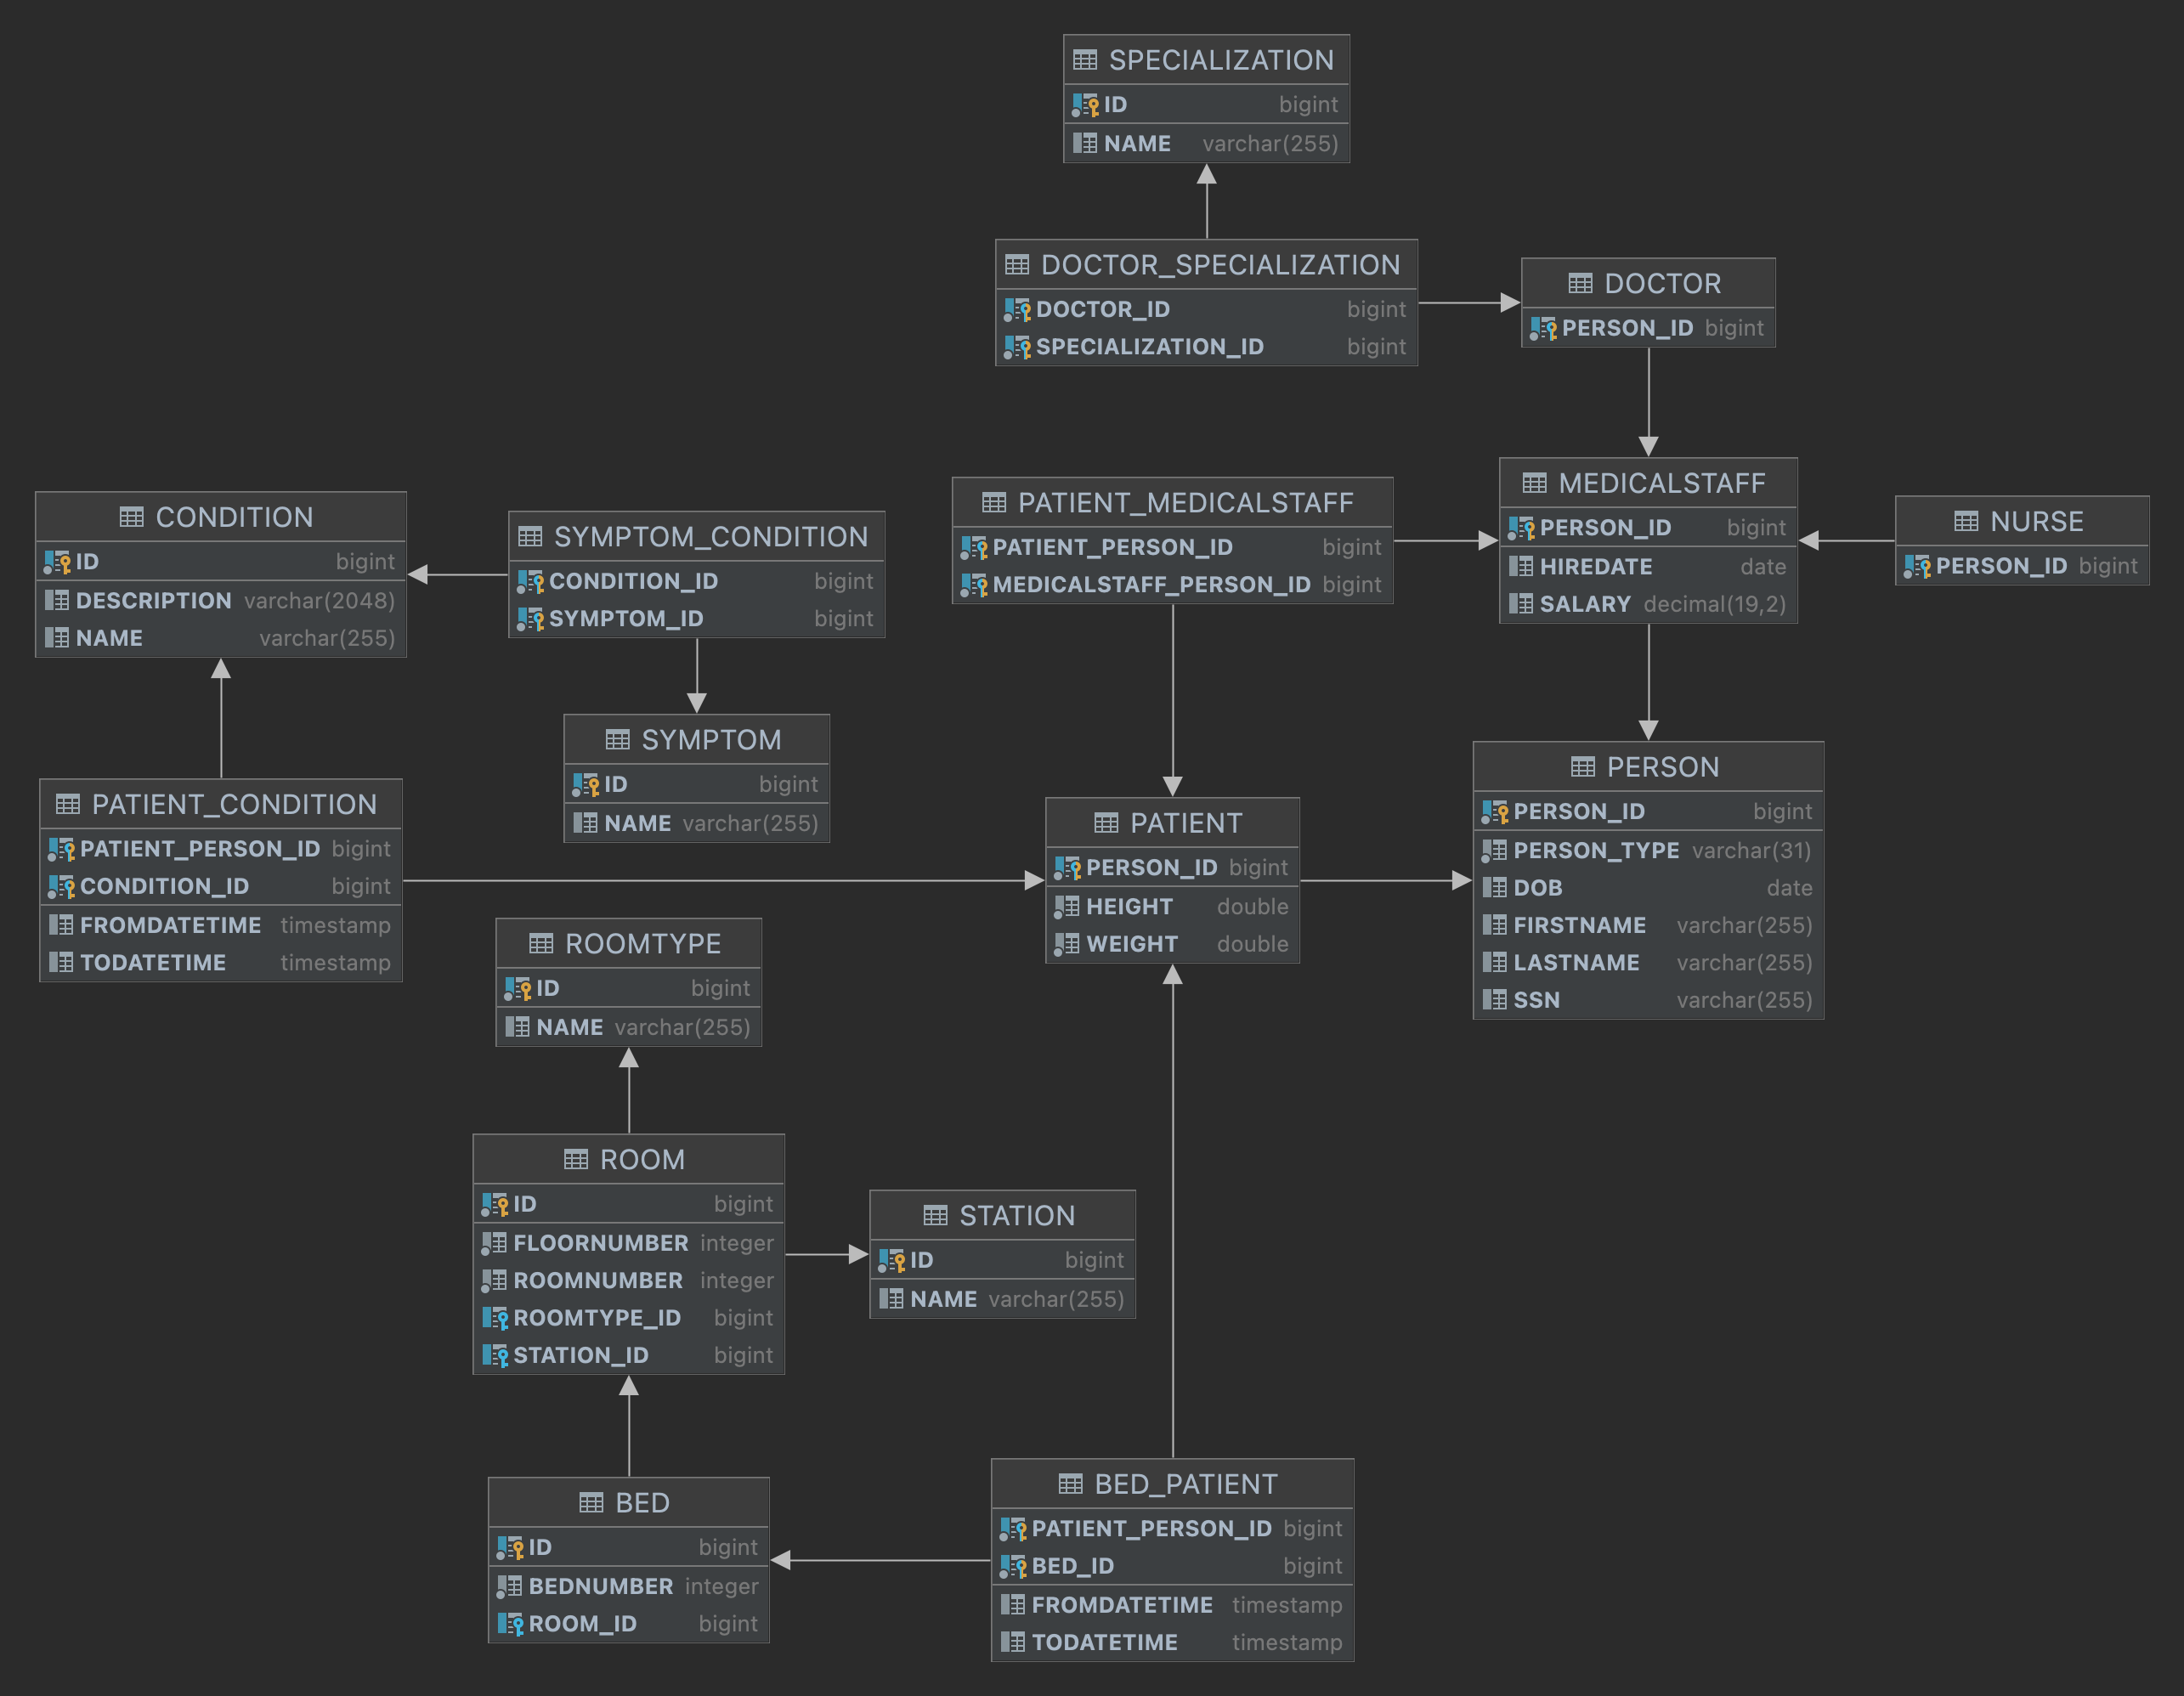 SPECIALIZATION
ID bigint
NAME varchar(255)
DOCTOR_SPECIALIZATION
DOCTOR_ID bigint
SPECIALIZATION_ID bigint
DOCTOR
PERSON_ID bigint
MEDICALSTAFF
PERSON_ID bigint
HIREDATE date
SALARY decimal(19,2)
NURSE
PERSON_ID bigint
PATIENT_MEDICALSTAFF
PATIENT_PERSON_ID bigint
MEDICALSTAFF_PERSON_ID bigint
CONDITION
ID bigint
DESCRIPTION varchar(2048)
NAME varchar(255)
SYMPTOM_CONDITION
CONDITION_ID bigint
SYMPTOM_ID bigint
SYMPTOM
ID bigint
NAME varchar(255)
PATIENT_CONDITION
PATIENT_PERSON_ID bigint
CONDITION_ID bigint
FROMDATETIME timestamp
TODATETIME timestamp
PATIENT
PERSON_ID bigint
HEIGHT double
WEIGHT double
PERSON
PERSON_ID bigint
PERSON_TYPE varchar(31)
DOB date
FIRSTNAME varchar(255)
LASTNAME varchar(255)
SSN varchar(255)
ROOMTYPE
ID bigint
NAME varchar(255)
ROOM
ID bigint
FLOORNUMBER integer
ROOMNUMBER integer
ROOMTYPE_ID bigint
STATION_ID bigint
STATION
ID bigint
NAME varchar(255)
BED
ID bigint
BEDNUMBER integer
ROOM_ID bigint
BED_PATIENT
PATIENT_PERSON_ID bigint
BED_ID bigint
FROMDATETIME timestamp
TODATETIME timestamp